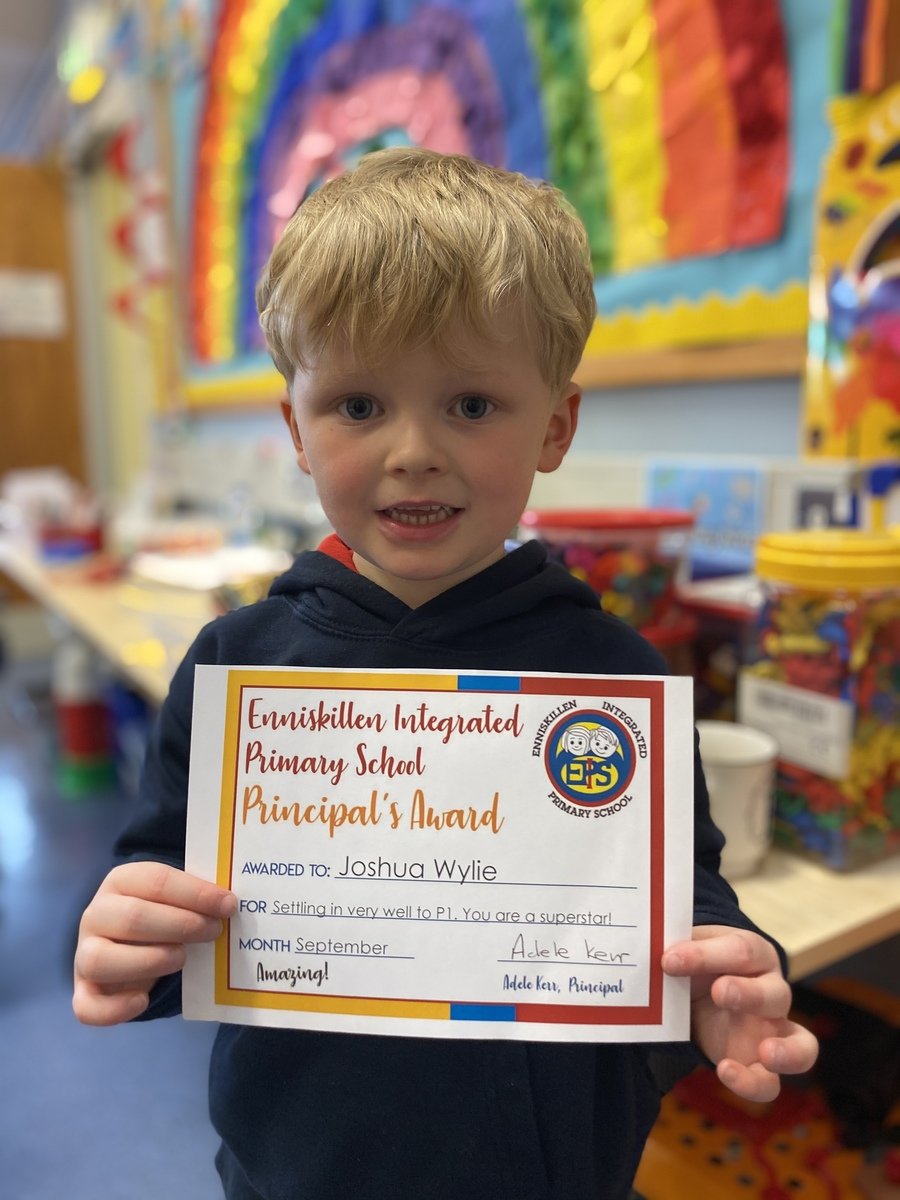 Enniskillen Integrated
Primary School
Principal's Award
ENNISKILLEN INTEGRATED
EIPS
PRIMARY SCHOOL
AWARDED TO: Joshua Wylie
FOR Settling in very well to P1. You are a superstar!
MONTH September
Adele Kerr
Amazing!
Adele Kerr, Principal